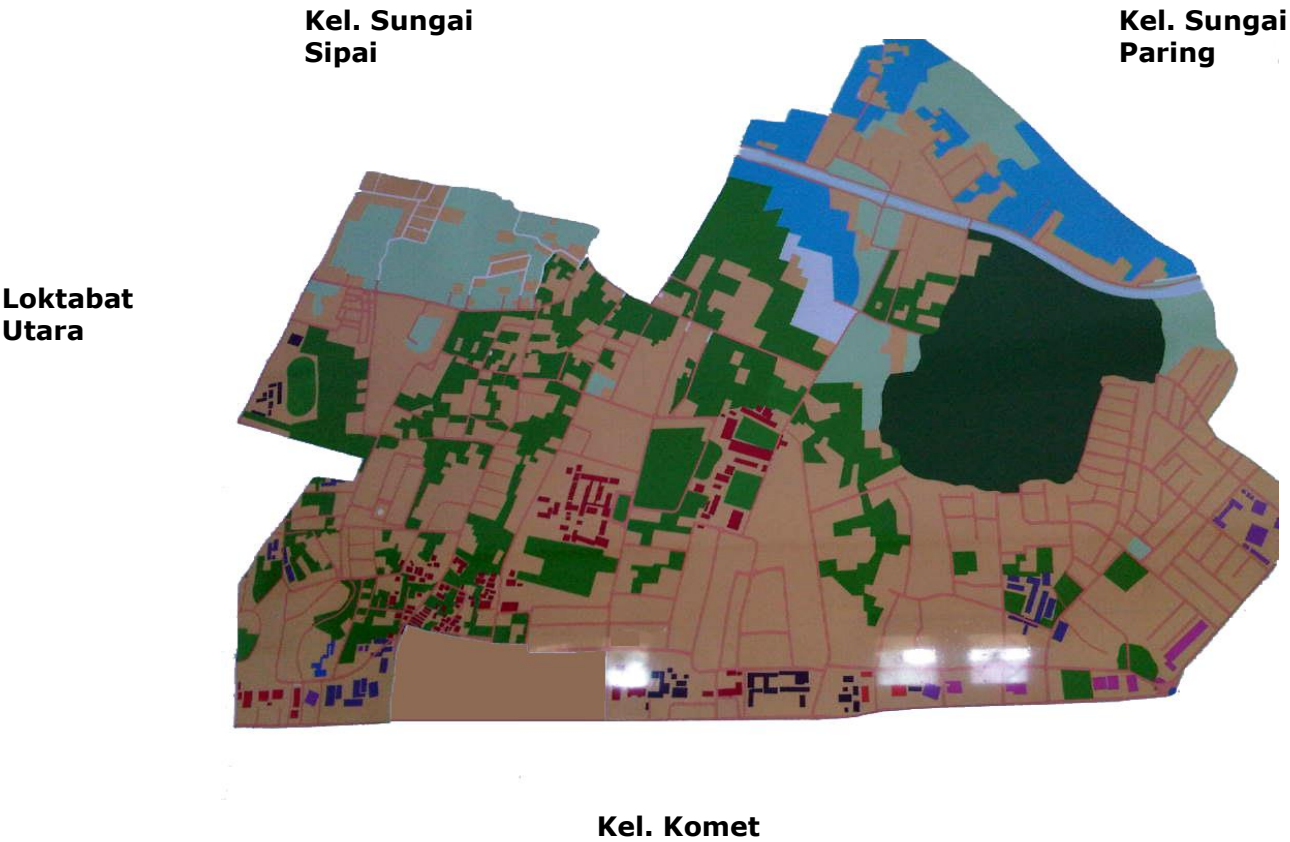 Kel. Sungai
Sipai
Kel. Sungai
Paring
Loktabat
Utara
Kel. Komet